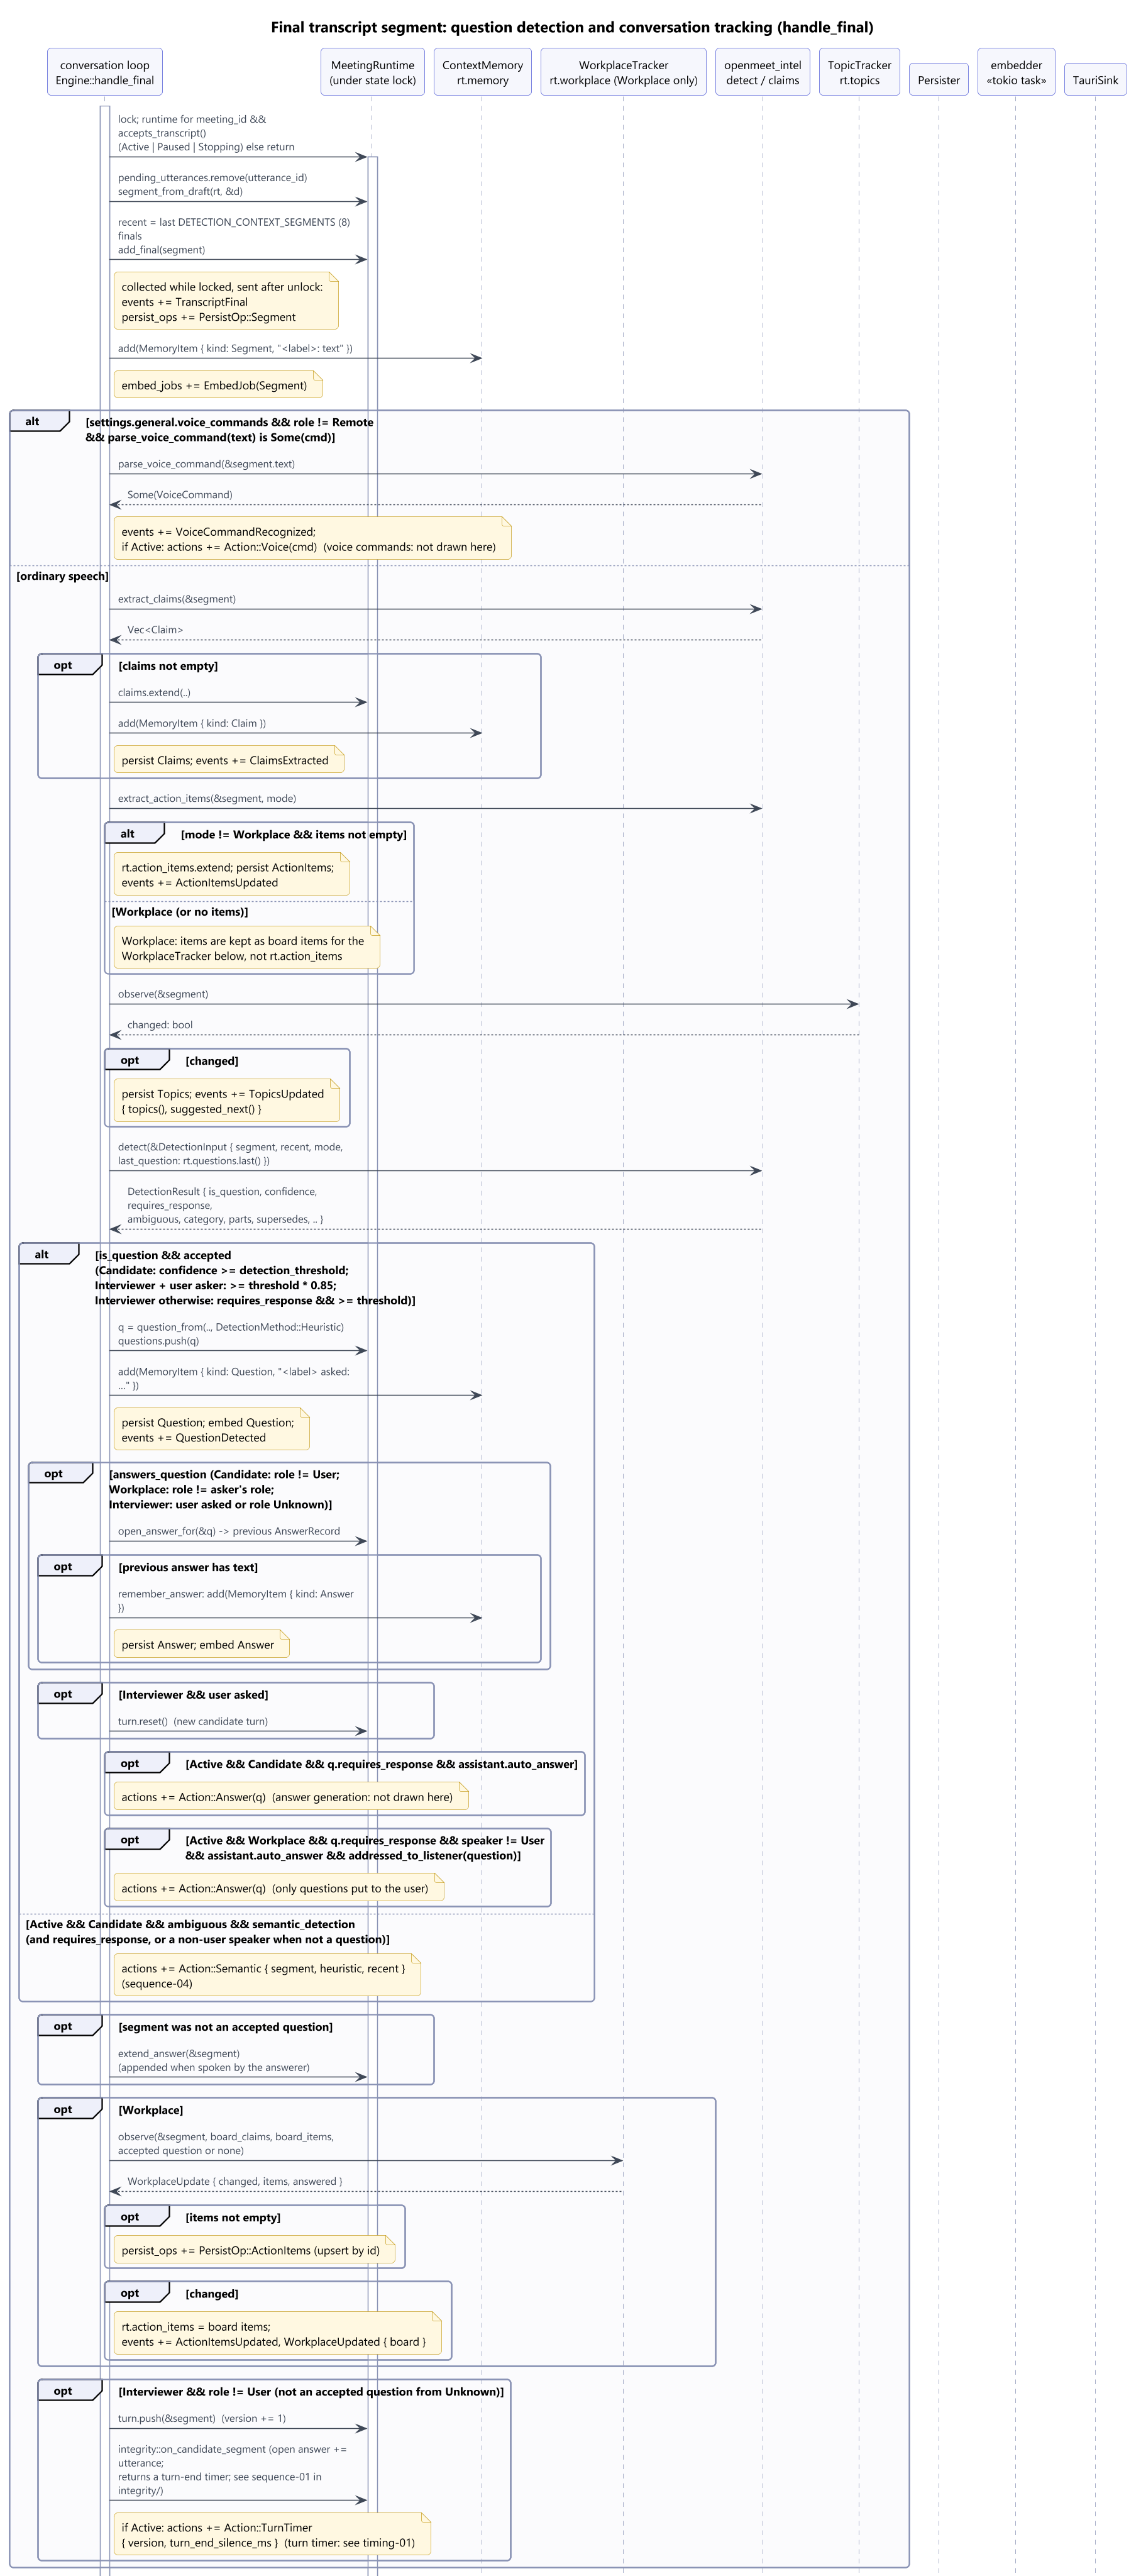 Final transcript segment: question detection and conversation tracking (handle_final)
conversation loop
Engine::handle_final
MeetingRuntime
(under state lock)
ContextMemory
rt.memory
WorkplaceTracker
rt.workplace (Workplace only)
openmeet_intel
detect / claims
TopicTracker
rt.topics
Persister
embedder
«tokio task»
TauriSink
lock; runtime for meeting_id &&
accepts_transcript()
(Active | Paused | Stopping) else return
pending_utterances.remove(utterance_id)
segment_from_draft(rt, &d)
recent = last DETECTION_CONTEXT_SEGMENTS (8)
finals
add_final(segment)
collected while locked, sent after unlock:
events += TranscriptFinal
persist_ops += PersistOp::Segment
add(MemoryItem { kind: Segment, "<label>: text" })
embed_jobs += EmbedJob(Segment)
alt
[settings.general.voice_commands && role != Remote
&& parse_voice_command(text) is Some(cmd)]
parse_voice_command(&segment.text)
Some(VoiceCommand)
events += VoiceCommandRecognized;
if Active: actions += Action::Voice(cmd)  (voice commands: not drawn here)
[ordinary speech]
extract_claims(&segment)
Vec<Claim>
opt
[claims not empty]
claims.extend(..)
add(MemoryItem { kind: Claim })
persist Claims; events += ClaimsExtracted
extract_action_items(&segment, mode)
alt
[mode != Workplace && items not empty]
rt.action_items.extend; persist ActionItems;
events += ActionItemsUpdated
[Workplace (or no items)]
Workplace: items are kept as board items for the
WorkplaceTracker below, not rt.action_items
observe(&segment)
changed: bool
opt
[changed]
persist Topics; events += TopicsUpdated
{ topics(), suggested_next() }
detect(&DetectionInput { segment, recent, mode,
last_question: rt.questions.last() })
DetectionResult { is_question, confidence,
requires_response,
ambiguous, category, parts, supersedes, .. }
alt
[is_question && accepted
(Candidate: confidence >= detection_threshold;
Interviewer + user asker: >= threshold * 0.85;
Interviewer otherwise: requires_response && >= threshold)]
q = question_from(.., DetectionMethod::Heuristic)
questions.push(q)
add(MemoryItem { kind: Question, "<label> asked:
..." })
persist Question; embed Question;
events += QuestionDetected
opt
[answers_question (Candidate: role != User;
Workplace: role != asker's role;
Interviewer: user asked or role Unknown)]
open_answer_for(&q) -> previous AnswerRecord
opt
[previous answer has text]
remember_answer: add(MemoryItem { kind: Answer
})
persist Answer; embed Answer
opt
[Interviewer && user asked]
turn.reset()  (new candidate turn)
opt
[Active && Candidate && q.requires_response && assistant.auto_answer]
actions += Action::Answer(q)  (answer generation: not drawn here)
opt
[Active && Workplace && q.requires_response && speaker != User
&& assistant.auto_answer && addressed_to_listener(question)]
actions += Action::Answer(q)  (only questions put to the user)
[Active && Candidate && ambiguous && semantic_detection
(and requires_response, or a non-user speaker when not a question)]
actions += Action::Semantic { segment, heuristic, recent }
(sequence-04)
opt
[segment was not an accepted question]
extend_answer(&segment)
(appended when spoken by the answerer)
opt
[Workplace]
observe(&segment, board_claims, board_items,
accepted question or none)
WorkplaceUpdate { changed, items, answered }
opt
[items not empty]
persist_ops += PersistOp::ActionItems (upsert by id)
opt
[changed]
rt.action_items = board items;
events += ActionItemsUpdated, WorkplaceUpdated { board }
opt
[Interviewer && role != User (not an accepted question from Unknown)]
turn.push(&segment)  (version += 1)
integrity::on_candidate_segment (open answer +=
utterance;
returns a turn-end timer; see sequence-01 in
integrity/)
if Active: actions += Action::TurnTimer
{ version, turn_end_silence_ms }  (turn timer: see timing-01)